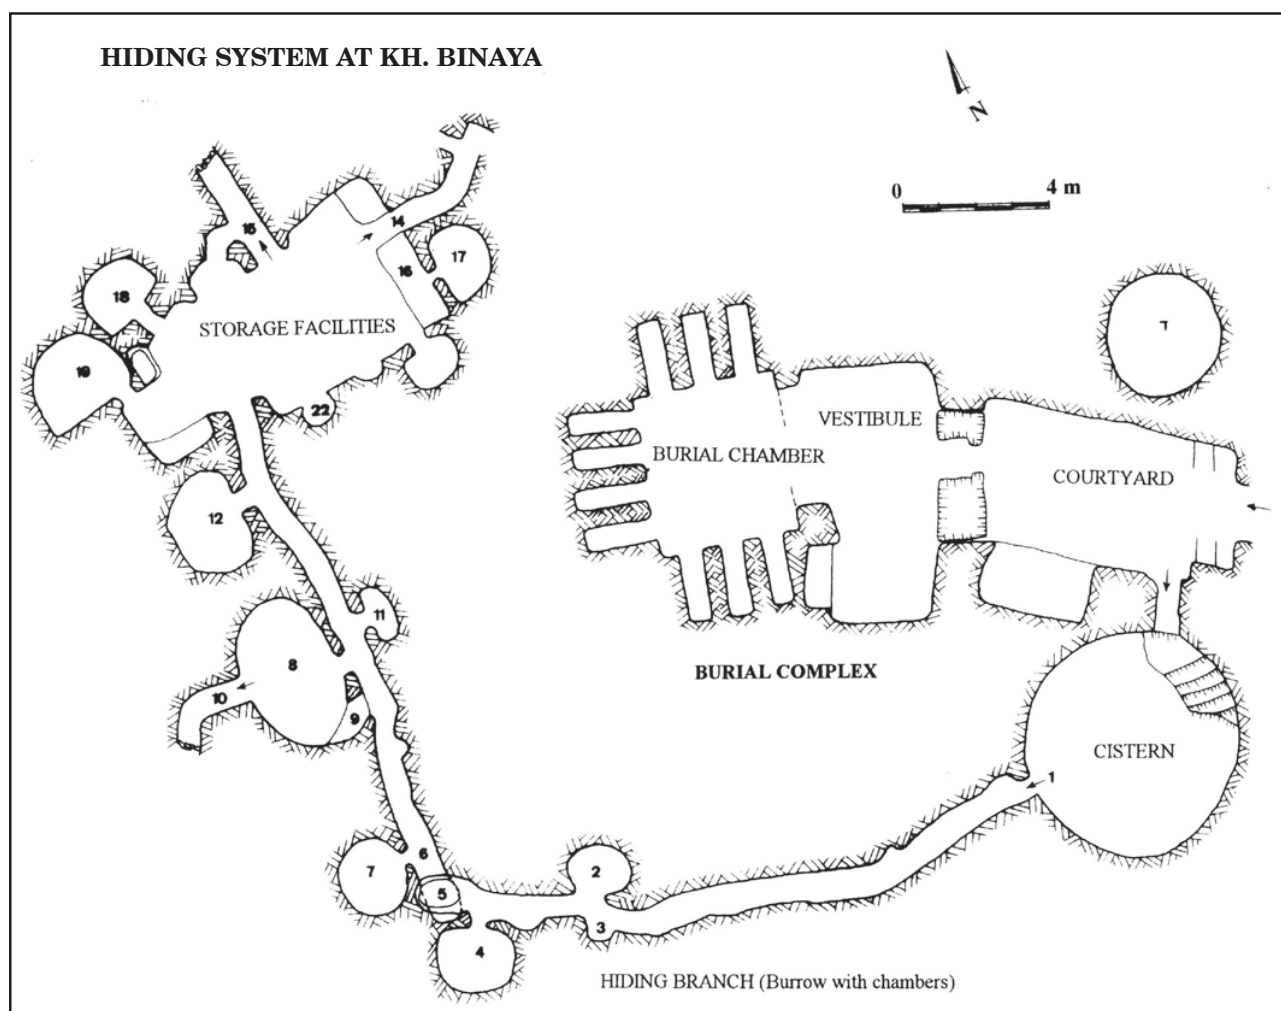 HIDING SYSTEM AT KH. BINAYA
N
0 4 m
15
14
16
17
18
STORAGE FACILITIES
19
22
12
11
8
10
9
7
6
5
4
2
3
1
VESTIBULE
BURIAL CHAMBER
COURTYARD
BURIAL COMPLEX
CISTERN
HIDING BRANCH (Burrow with chambers)